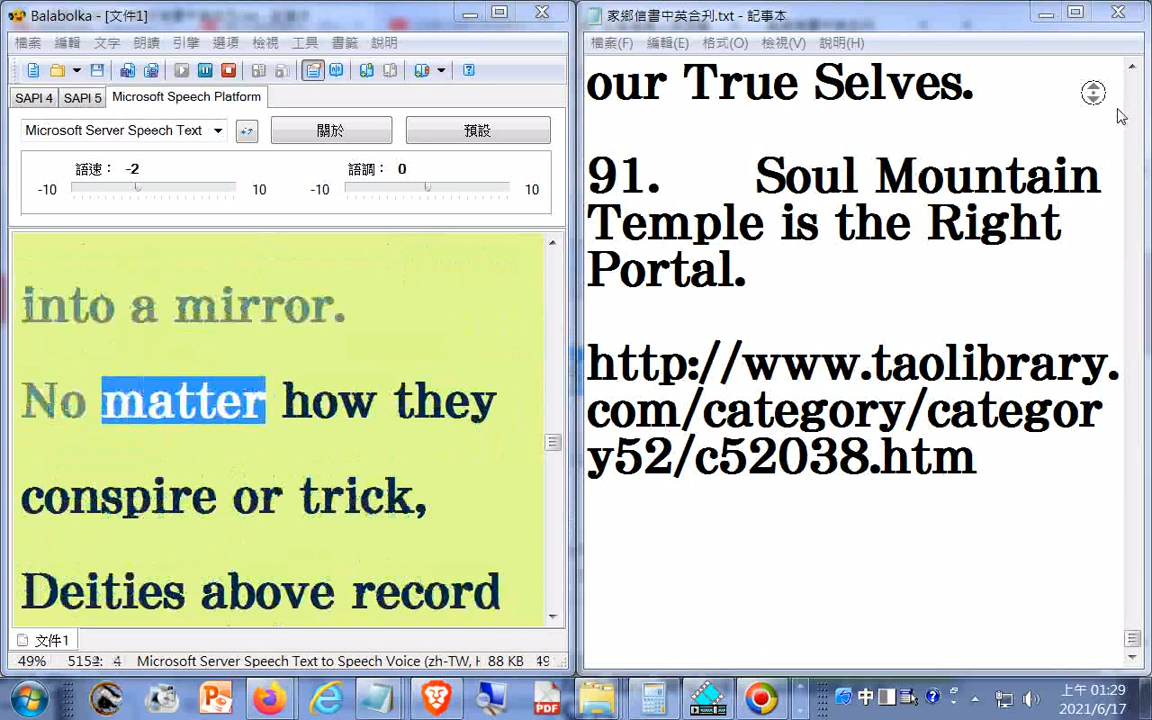 Balabolka - [文件1]
檔案 編輯 文字 朗讀 引擎 選項 檢視 工具 書籤 說明
SAPI 4 SAPI 5 Microsoft Speech Platform
Microsoft Server Speech Text 關於 預設
語速： -2 語調： 0
-10 10 -10 10
into a mirror.
No matter how they
conspire or trick,
Deities above record
文件1
49% 5152: 4 Microsoft Server Speech Text to Speech Voice (zh-TW, H 88 KB 49
家鄉信書中英合刋.txt - 記事本
檔案(F) 編輯(E) 格式(O) 檢視(V) 說明(H)
our True Selves.
91. Soul Mountain
Temple is the Right
Portal.
http://www.taolibrary.
com/category/categor
y52/c52038.htm
PDF
中
上午 01:29
2021/6/17